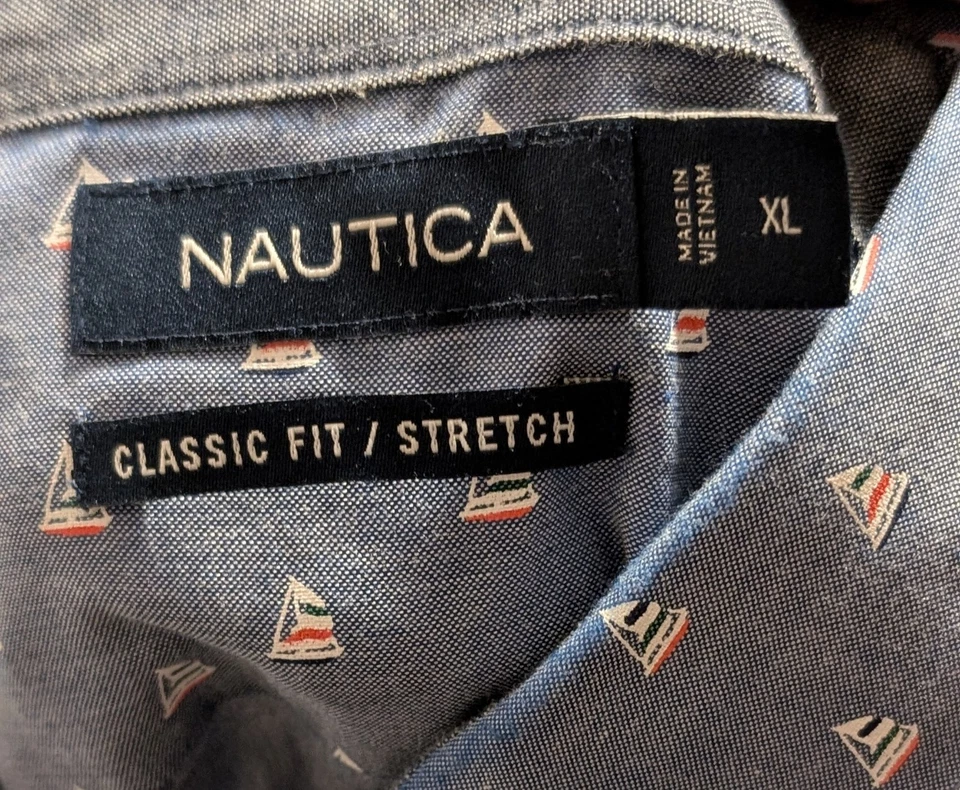 NAUTICA
MADE IN
VIETNAM
XL
CLASSIC FIT / STRETCH